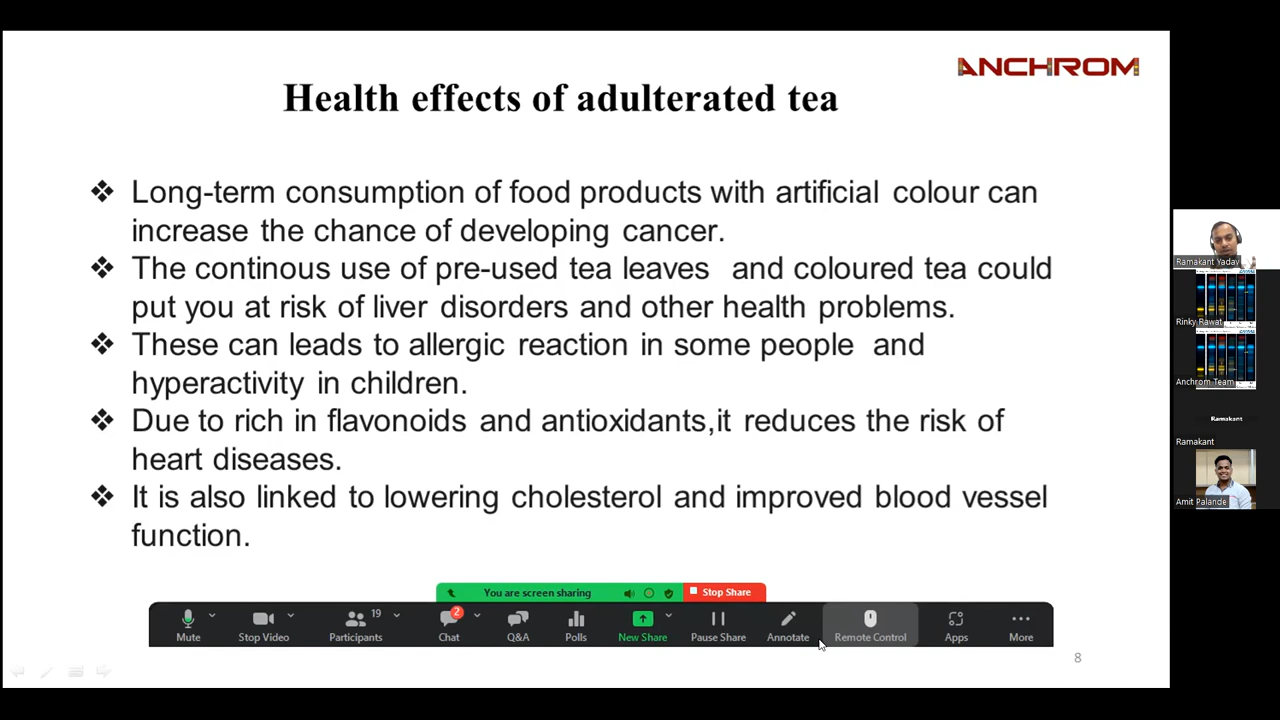 ANCHROM
Health effects of adulterated tea
❖ Long-term consumption of food products with artificial colour can
increase the chance of developing cancer.
❖ The continous use of pre-used tea leaves and coloured tea could
put you at risk of liver disorders and other health problems.
❖ These can leads to allergic reaction in some people and
hyperactivity in children.
❖ Due to rich in flavonoids and antioxidants,it reduces the risk of
heart diseases.
❖ It is also linked to lowering cholesterol and improved blood vessel
function.
You are screen sharing Stop Share
19 2
Mute Stop Video Participants Chat Q&A Polls New Share Pause Share Annotate Remote Control Apps More
8
Ramakant Yadav
Rinky Rawat
Anchrom Team
Ramakant
Ramakant
Amit Palande